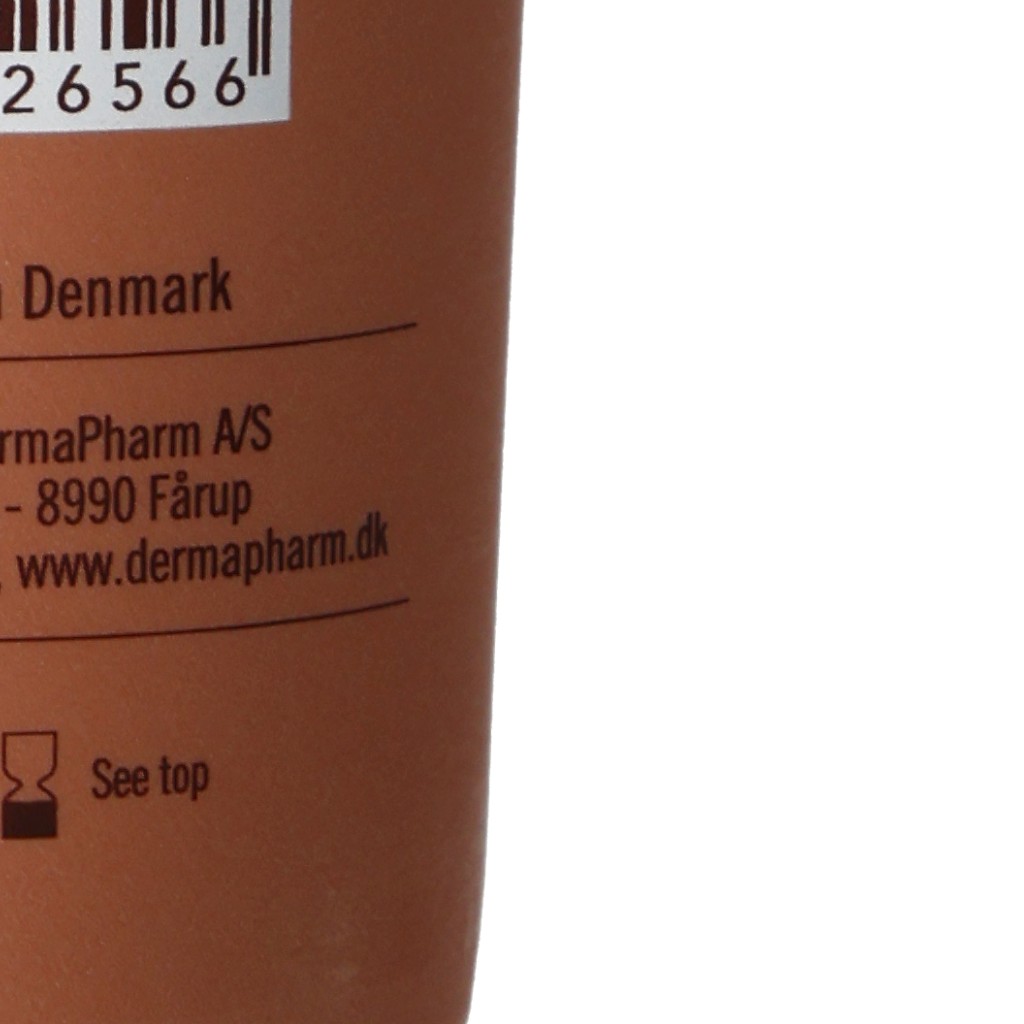 26566
Denmark
rmaPharm A/S
- 8990 Fårup
www.dermapharm.dk
See top